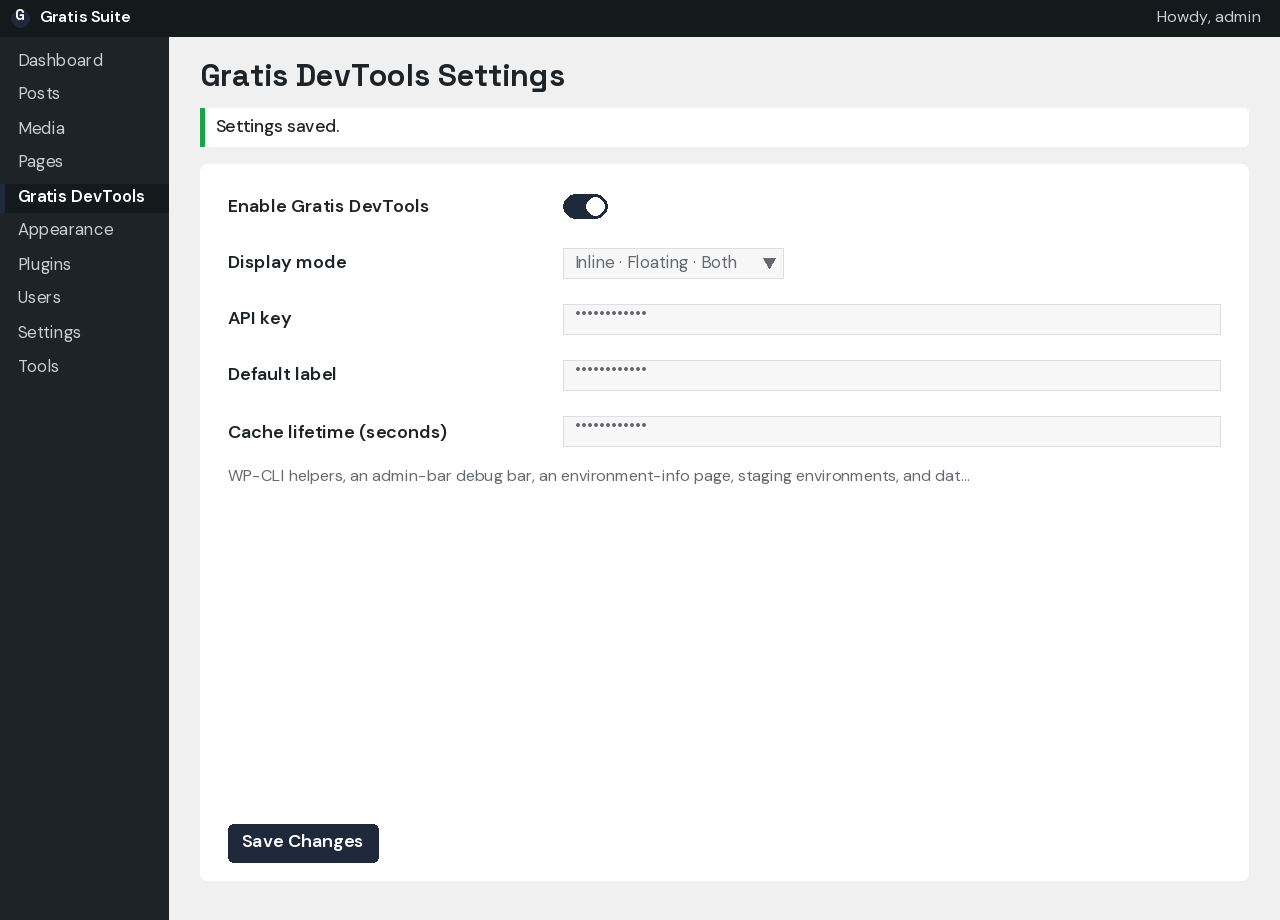 G Gratis Suite
Howdy, admin
Dashboard
Posts
Media
Pages
Gratis DevTools
Appearance
Plugins
Users
Settings
Tools
Gratis DevTools Settings
Settings saved.
Enable Gratis DevTools
Display mode
Inline · Floating · Both
API key
••••••••••••
Default label
••••••••••••
Cache lifetime (seconds)
••••••••••••
WP-CLI helpers, an admin-bar debug bar, an environment-info page, staging environments, and dat...
Save Changes